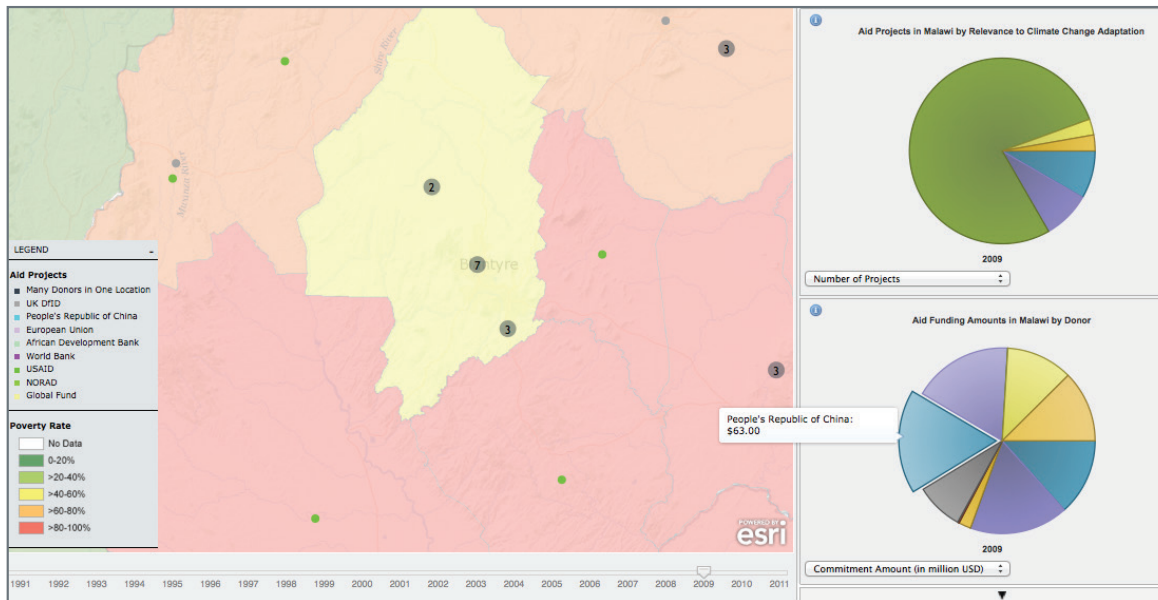 Shire River
3
2
Mwanza River
7
Blantyre
3
3
LEGEND
-
Aid Projects
Many Donors in One Location
UK DfID
People's Republic of China
European Union
African Development Bank
World Bank
USAID
NORAD
Global Fund
Poverty Rate
No Data
0-20%
>20-40%
>40-60%
>60-80%
>80-100%
POWERED BY
esri
1991 1992 1993 1994 1995 1996 1997 1998 1999 2000 2001 2002 2003 2004 2005 2006 2007 2008 2009 2010 2011
i
Aid Projects in Malawi by Relevance to Climate Change Adaptation
2009
Number of Projects
i
Aid Funding Amounts in Malawi by Donor
People's Republic of China:
$63.00
2009
Commitment Amount (in million USD)